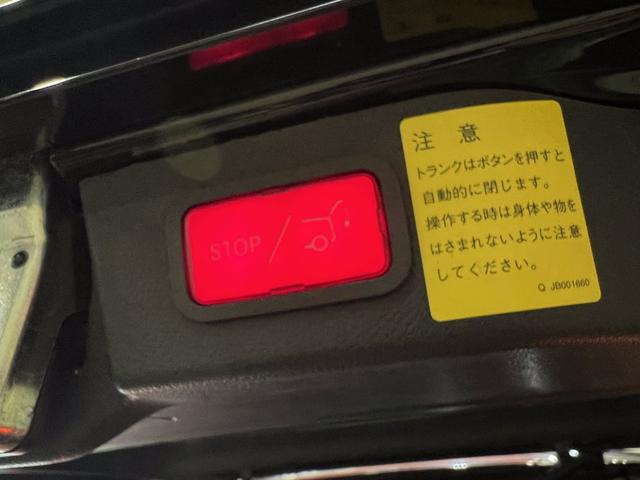 STOP /
注 意
トランクはボタンを押すと
自動的に閉じます。
操作する時は身体や物を
はさまれないように注意
してください。
Q JB001660